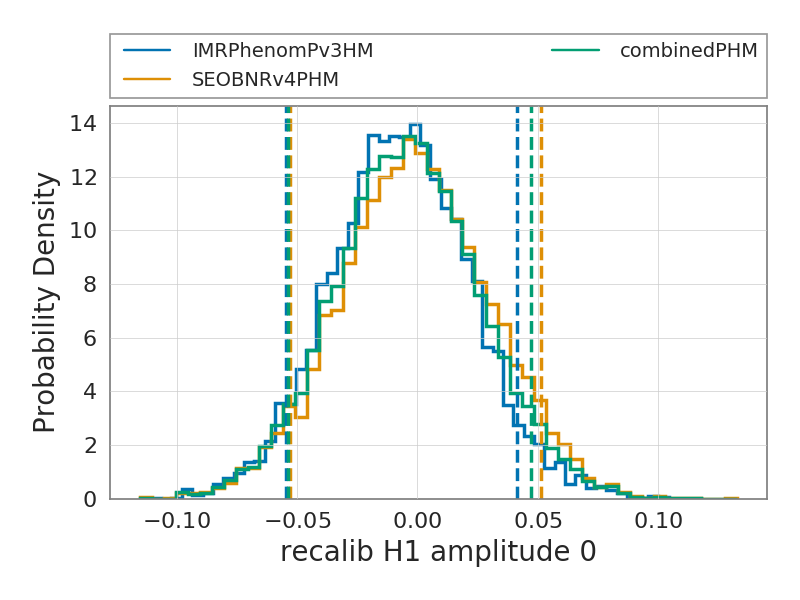 IMRPhenomPv3HM
SEOBNRv4PHM
combinedPHM
14
12
10
8
6
4
2
0
−0.10 −0.05 0.00 0.05 0.10
Probability Density
recalib H1 amplitude 0